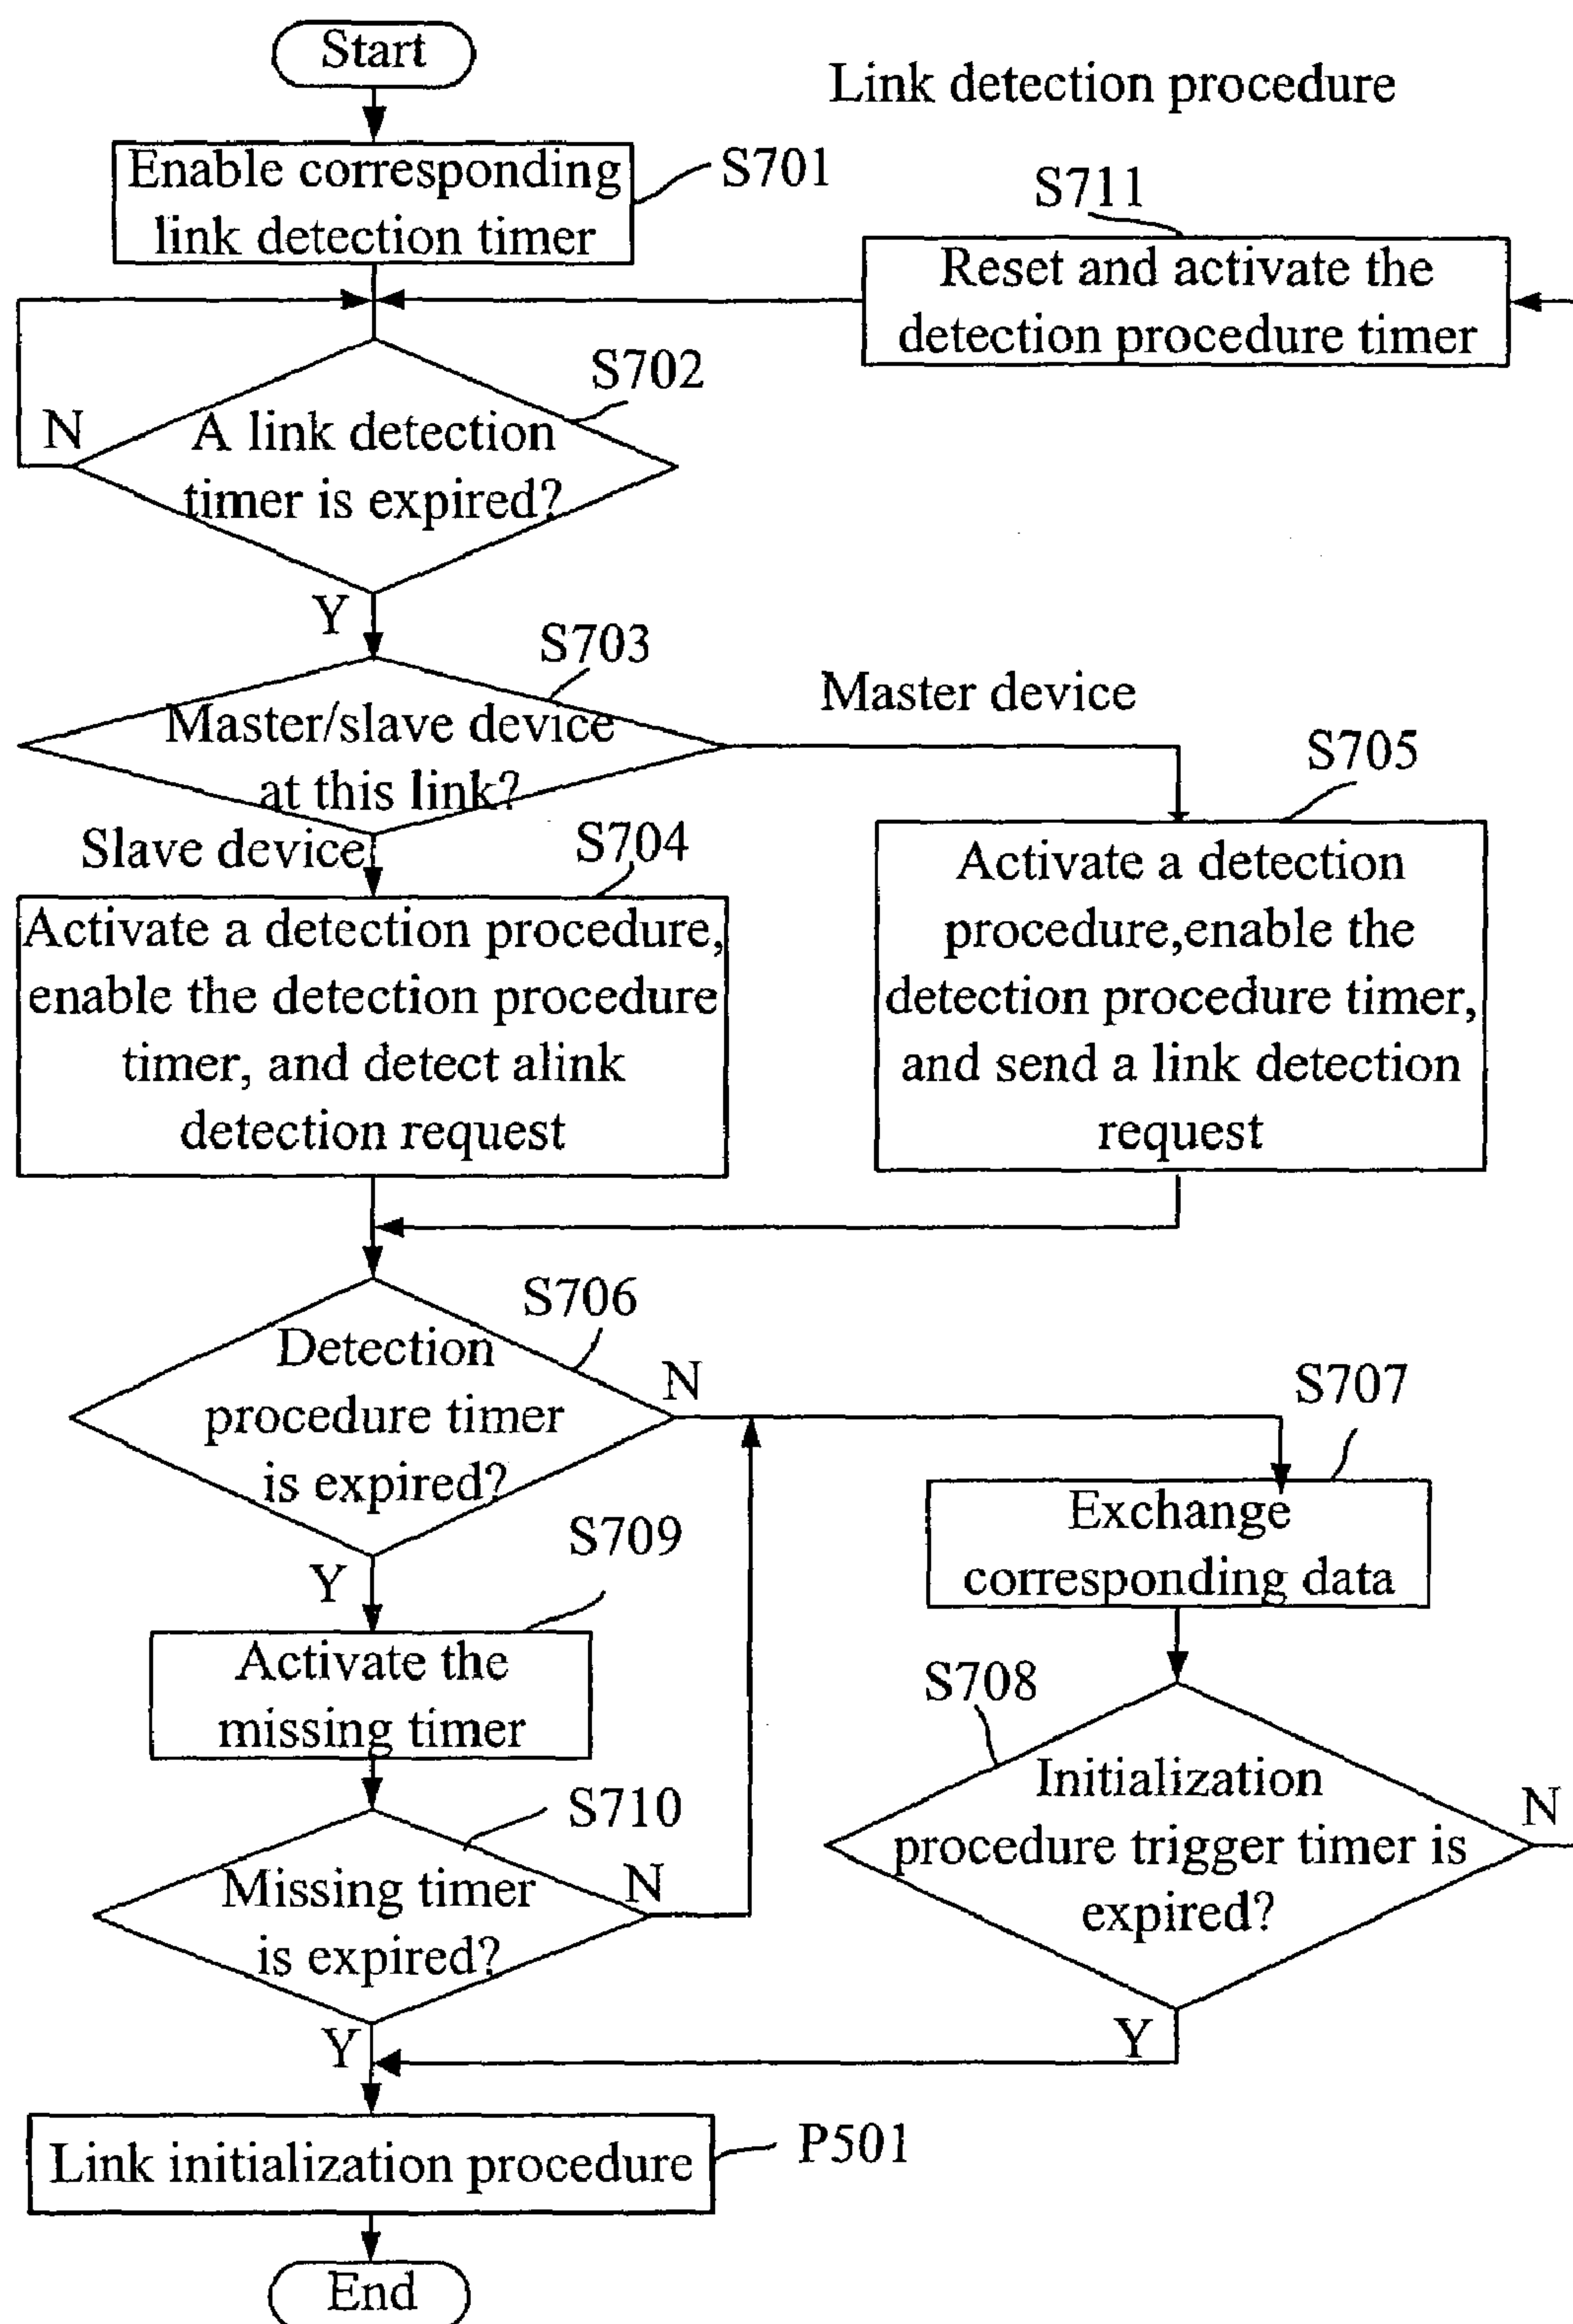 Start
Link detection procedure
Enable corresponding
link detection timer
S701
S711
Reset and activate the
detection procedure timer
S702
N
A link detection
timer is expired?
Y
S703
Master/slave device
at this link?
Master device
Slave device
S704
Activate a detection procedure,
enable the detection procedure
timer, and detect alink
detection request
S705
Activate a detection
procedure,enable the
detection procedure timer,
and send a link detection
request
S706
Detection
procedure timer
is expired?
N
S707
Exchange
corresponding data
Y
S709
Activate the
missing timer
S708
Initialization
procedure trigger timer is
expired?
N
S710
Missing timer
is expired?
N
Y
Y
Link initialization procedure
P501
End